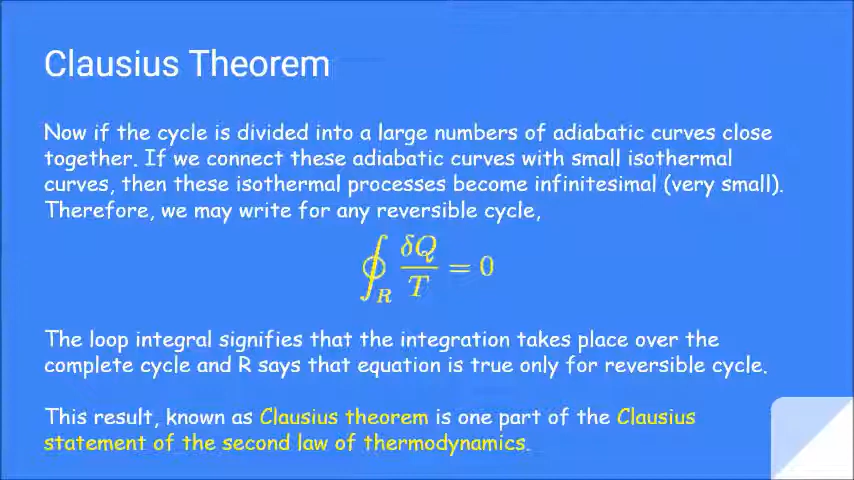 Clausius Theorem
Now if the cycle is divided into a large numbers of adiabatic curves close
together. If we connect these adiabatic curves with small isothermal
curves, then these isothermal processes become infinitesimal (very small).
Therefore, we may write for any reversible cycle,
∮_R δQ/T = 0
The loop integral signifies that the integration takes place over the
complete cycle and R says that equation is true only for reversible cycle.
This result, known as Clausius theorem is one part of the Clausius
statement of the second law of thermodynamics.